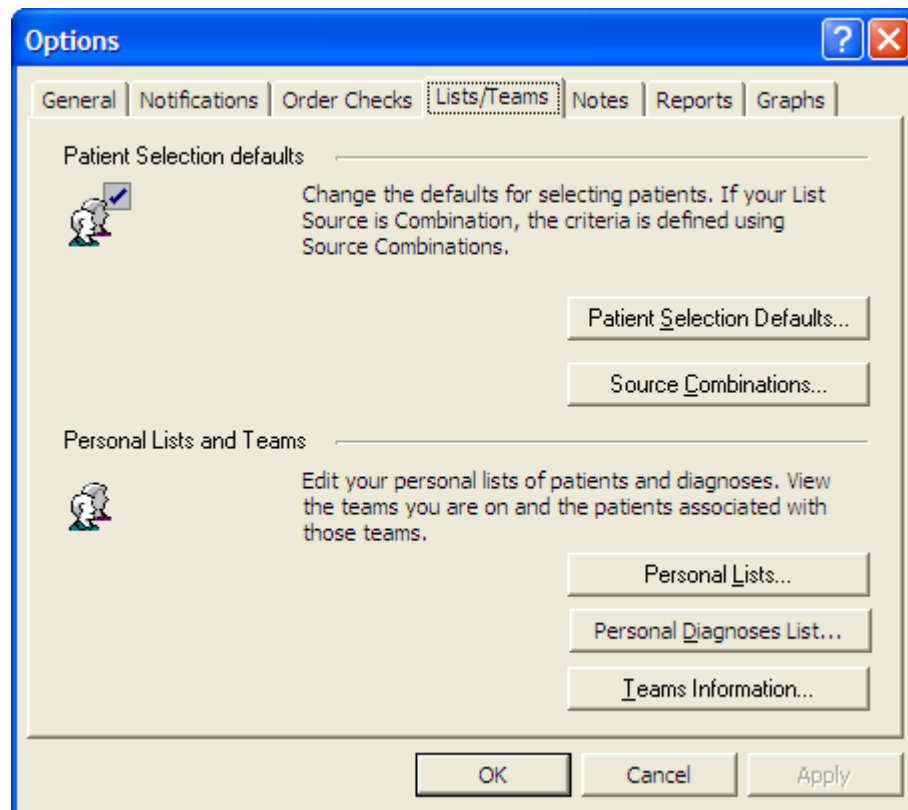 Options
General Notifications Order Checks Lists/Teams Notes Reports Graphs
Patient Selection defaults
Change the defaults for selecting patients. If your List
Source is Combination, the criteria is defined using
Source Combinations.
Patient Selection Defaults...
Source Combinations...
Personal Lists and Teams
Edit your personal lists of patients and diagnoses. View
the teams you are on and the patients associated with
those teams.
Personal Lists...
Personal Diagnoses List...
Teams Information...
OK Cancel Apply